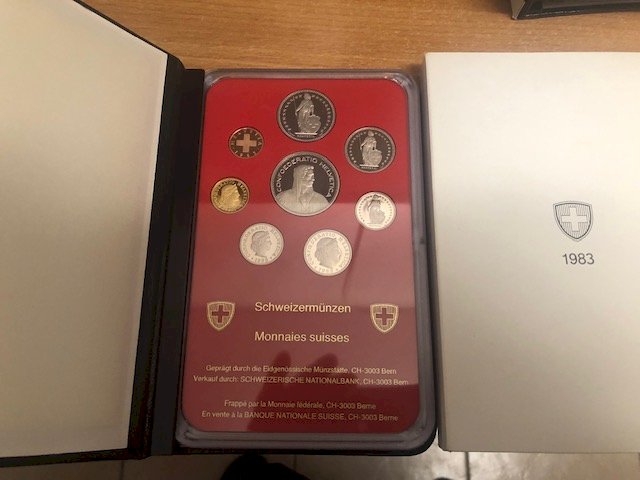 CONFOEDERATIO HELVETICA
Schweizermünzen
Monnaies suisses
Geprägt durch die Eidgenössische Münzstätte, CH-3003 Bern
Verkauf durch: SCHWEIZERISCHE NATIONALBANK, CH-3003 Bern
Frappé par la Monnaie fédérale, CH-3003 Berne
En vente à la BANQUE NATIONALE SUISSE, CH-3003 Berne
1983